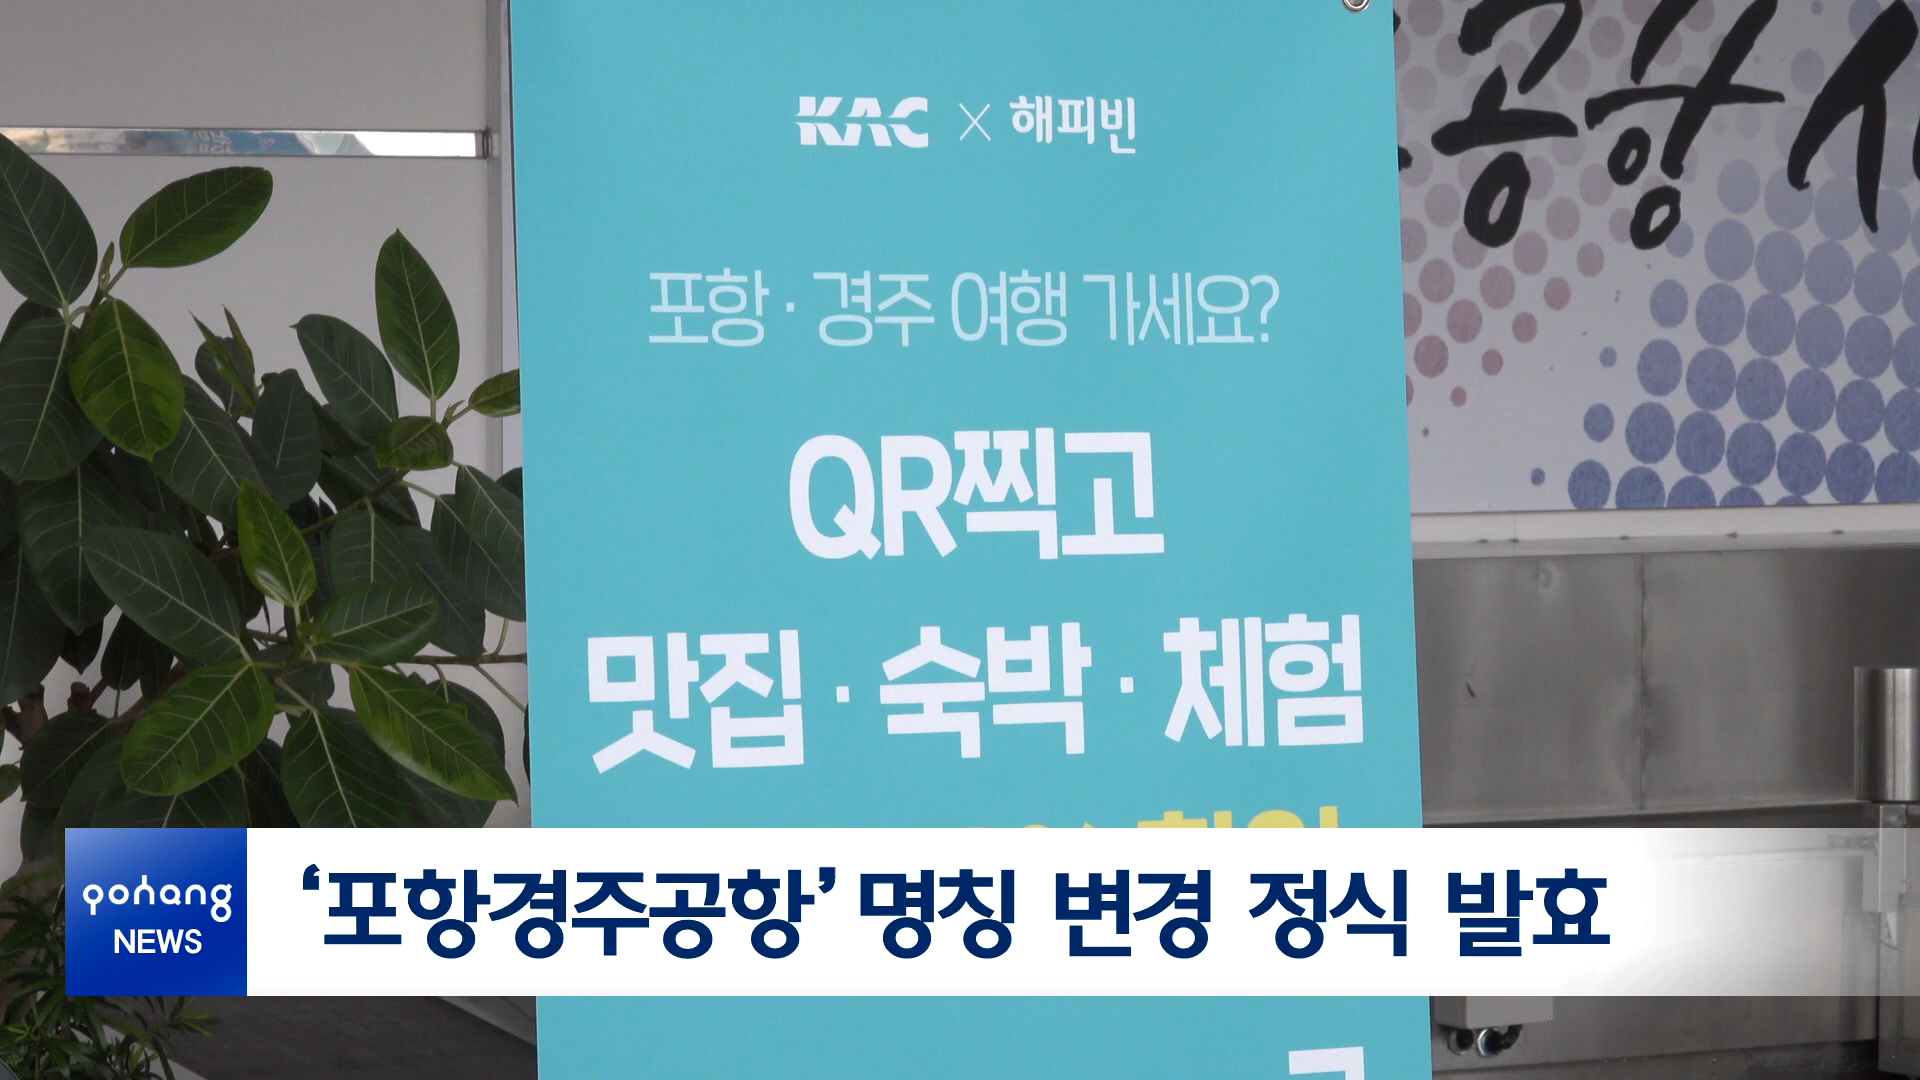 공항
KAC × 해피빈
포항·경주 여행 가세요?
QR찍고
맛집·숙박·체험
pohang
NEWS
‘포항경주공항’ 명칭 변경 정식 발효